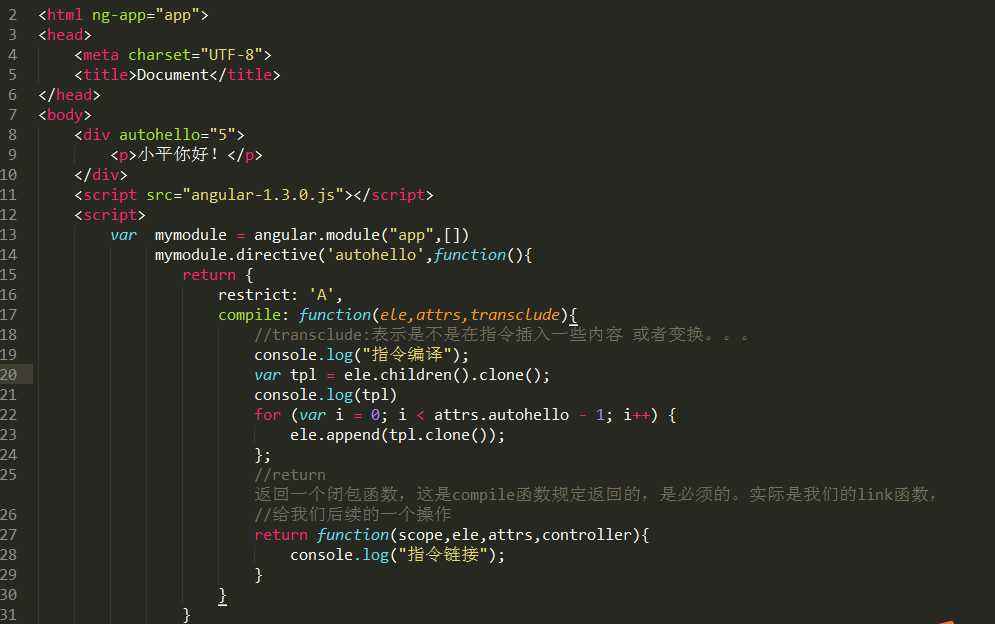 2 <html ng-app="app">
3 <head>
4 <meta charset="UTF-8">
5 <title>Document</title>
6 </head>
7 <body>
8 <div autohello="5">
9 <p>小平你好！</p>
10 </div>
11 <script src="angular-1.3.0.js"></script>
12 <script>
13 var mymodule = angular.module("app",[])
14 mymodule.directive('autohello',function(){
15 return {
16 restrict: 'A',
17 compile: function(ele,attrs,transclude){
18 //transclude:表示是不是在指令插入一些内容 或者变换。。。
19 console.log("指令编译");
20 var tpl = ele.children().clone();
21 console.log(tpl)
22 for (var i = 0; i < attrs.autohello - 1; i++) {
23 ele.append(tpl.clone());
24 };
25 //return
返回一个闭包函数，这是compile函数规定返回的，是必须的。实际是我们的link函数，
26 //给我们后续的一个操作
27 return function(scope,ele,attrs,controller){
28 console.log("指令链接");
29 }
30 }
31 }